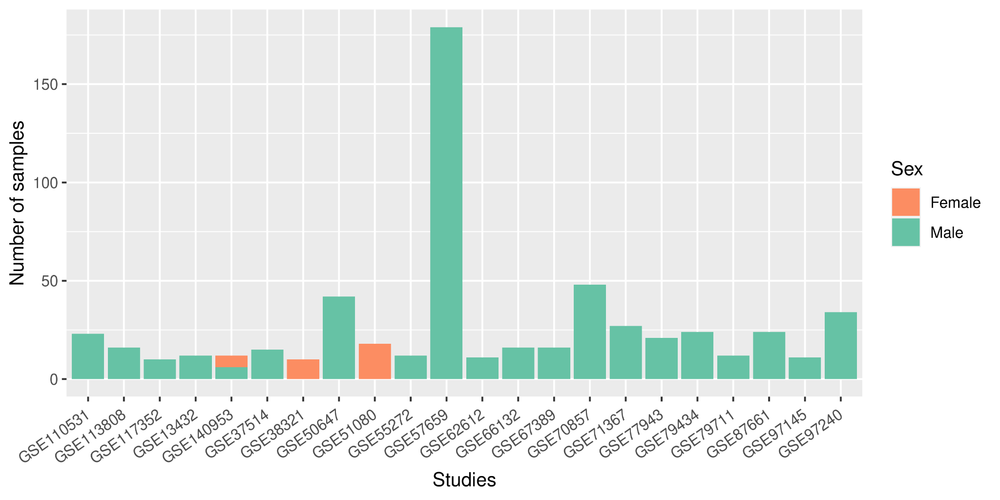 Number of samples
150
100
50
0
GSE110531
GSE113808
GSE117352
GSE13432
GSE140953
GSE37514
GSE38321
GSE50647
GSE51080
GSE55272
GSE57659
GSE62612
GSE66132
GSE67389
GSE70857
GSE71367
GSE77943
GSE79434
GSE79711
GSE87661
GSE97145
GSE97240
Studies
Sex
Female
Male